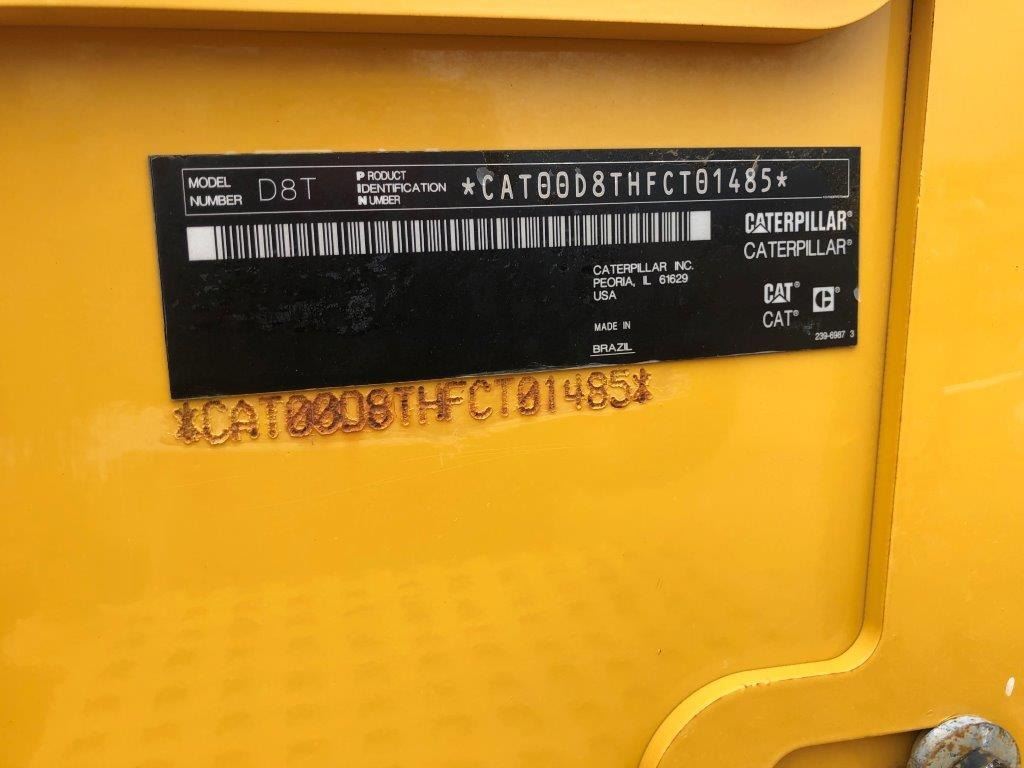 MODEL NUMBER D8T PRODUCT IDENTIFICATION NUMBER *CAT00D8THFCT01485*
CATERPILLAR®
CATERPILLAR®
CATERPILLAR INC.
PEORIA, IL 61629
USA
CAT® C®
CAT®
MADE IN
BRAZIL
239-6987 3
*CAT00D8THFCT01485*